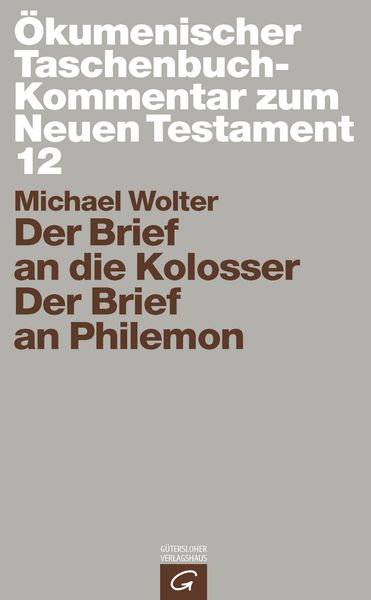 Ökumenischer
Taschenbuch-
Kommentar zum
Neuen Testament
12
Michael Wolter
Der Brief
an die Kolosser
Der Brief
an Philemon
GÜTERSLOHER
VERLAGSHAUS
G